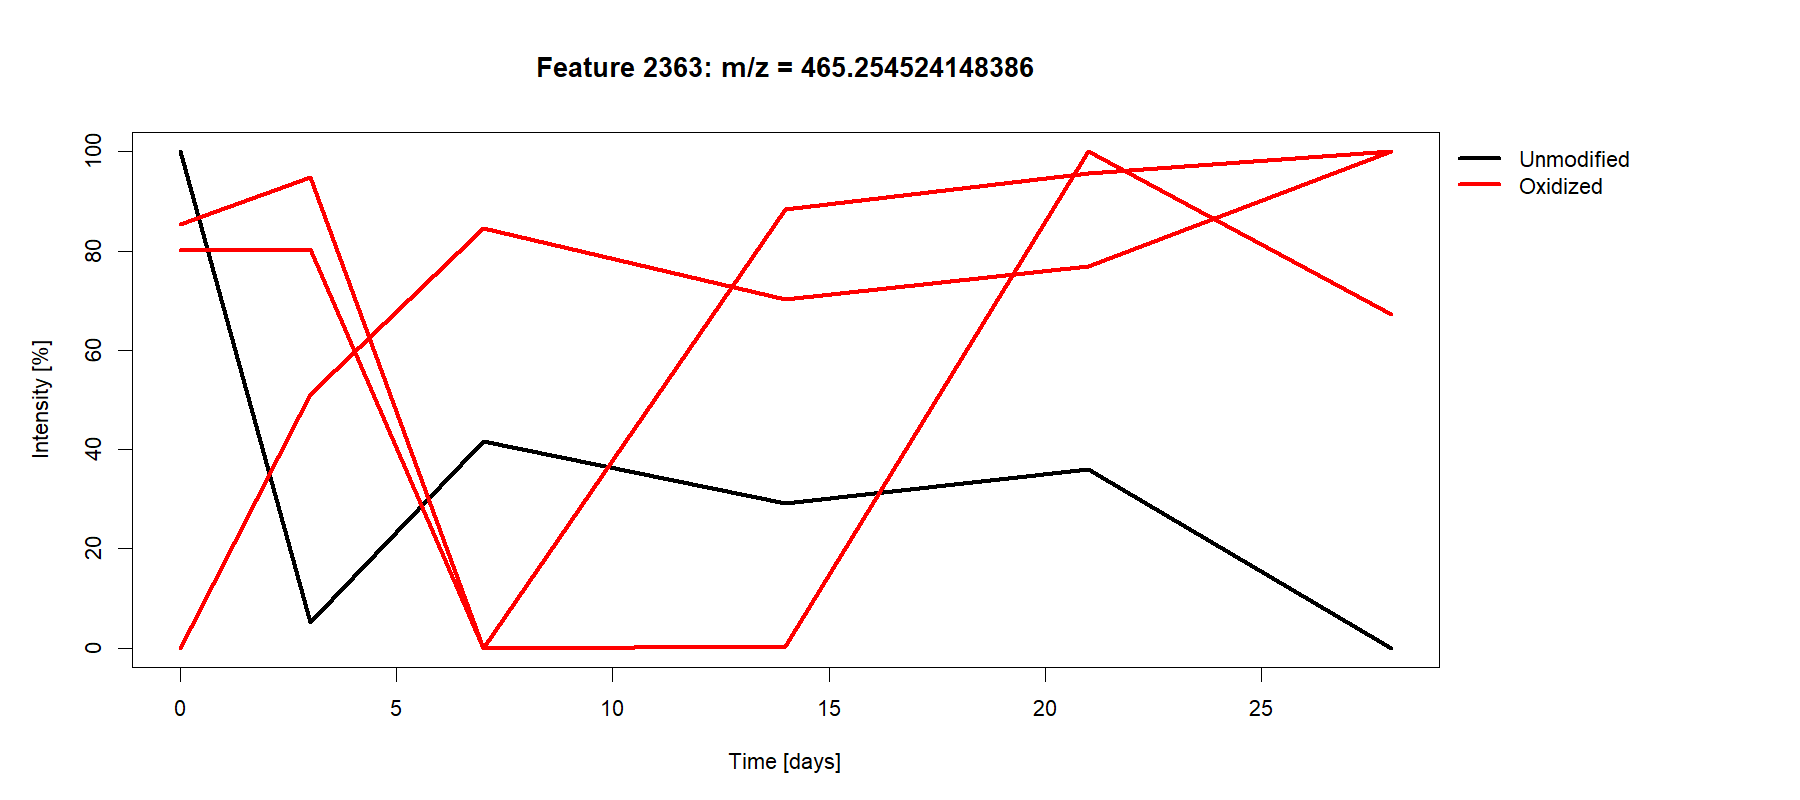 Feature 2363: m/z = 465.254524148386
Unmodified
Oxidized
Intensity [%]
100
80
60
40
20
0
0 5 10 15 20 25
Time [days]